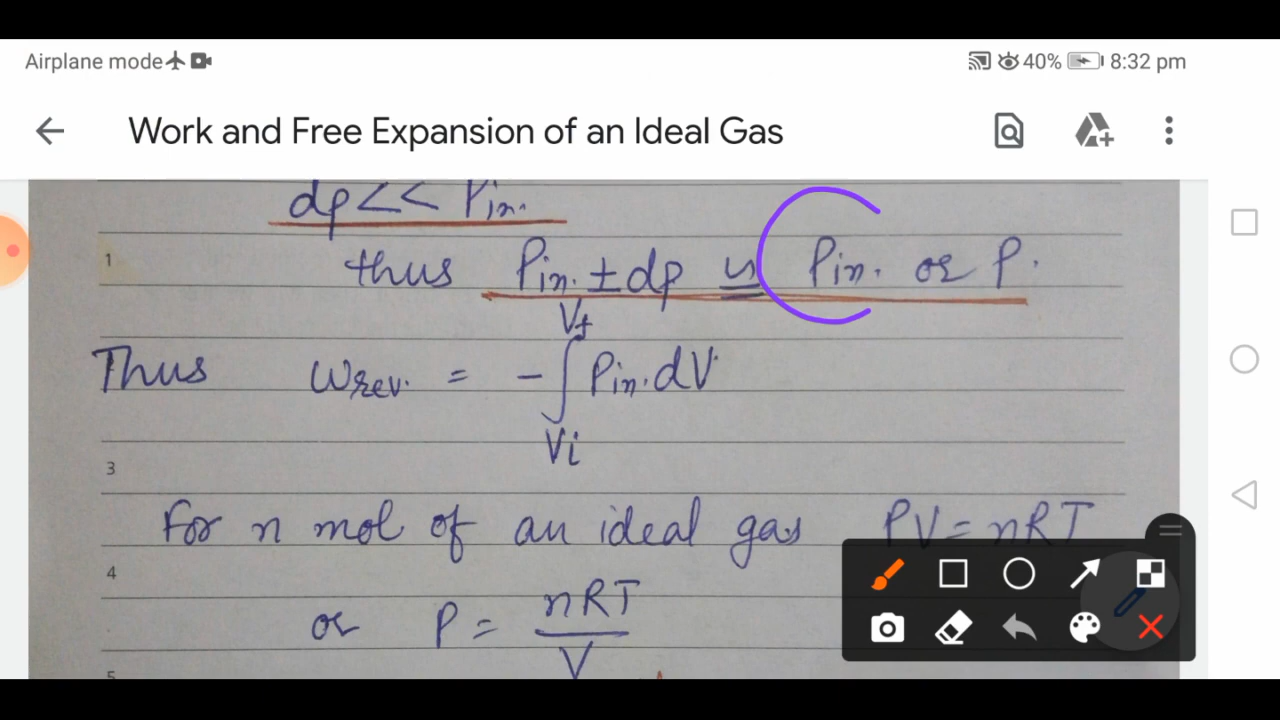 Airplane mode 40% 8:32 pm
Work and Free Expansion of an Ideal Gas
dp << Pin.
1
thus Pin. ± dp ≌ Pin. or P.
Thus Wrev. = - ∫ Vi Vf Pin. dV
3
For n mol of an ideal gas PV = nRT
4
or P = nRT / V
5